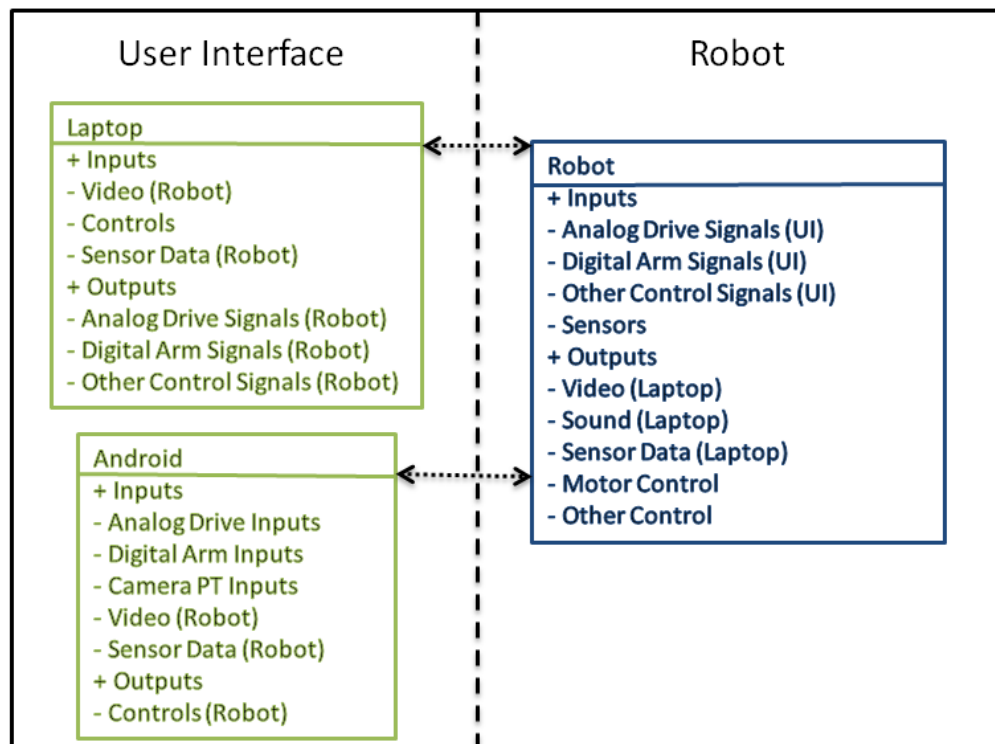 User Interface
Laptop
+ Inputs
- Video (Robot)
- Controls
- Sensor Data (Robot)
+ Outputs
- Analog Drive Signals (Robot)
- Digital Arm Signals (Robot)
- Other Control Signals (Robot)
Android
+ Inputs
- Analog Drive Inputs
- Digital Arm Inputs
- Camera PT Inputs
- Video (Robot)
- Sensor Data (Robot)
+ Outputs
- Controls (Robot)
Robot
Robot
+ Inputs
- Analog Drive Signals (UI)
- Digital Arm Signals (UI)
- Other Control Signals (UI)
- Sensors
+ Outputs
- Video (Laptop)
- Sound (Laptop)
- Sensor Data (Laptop)
- Motor Control
- Other Control